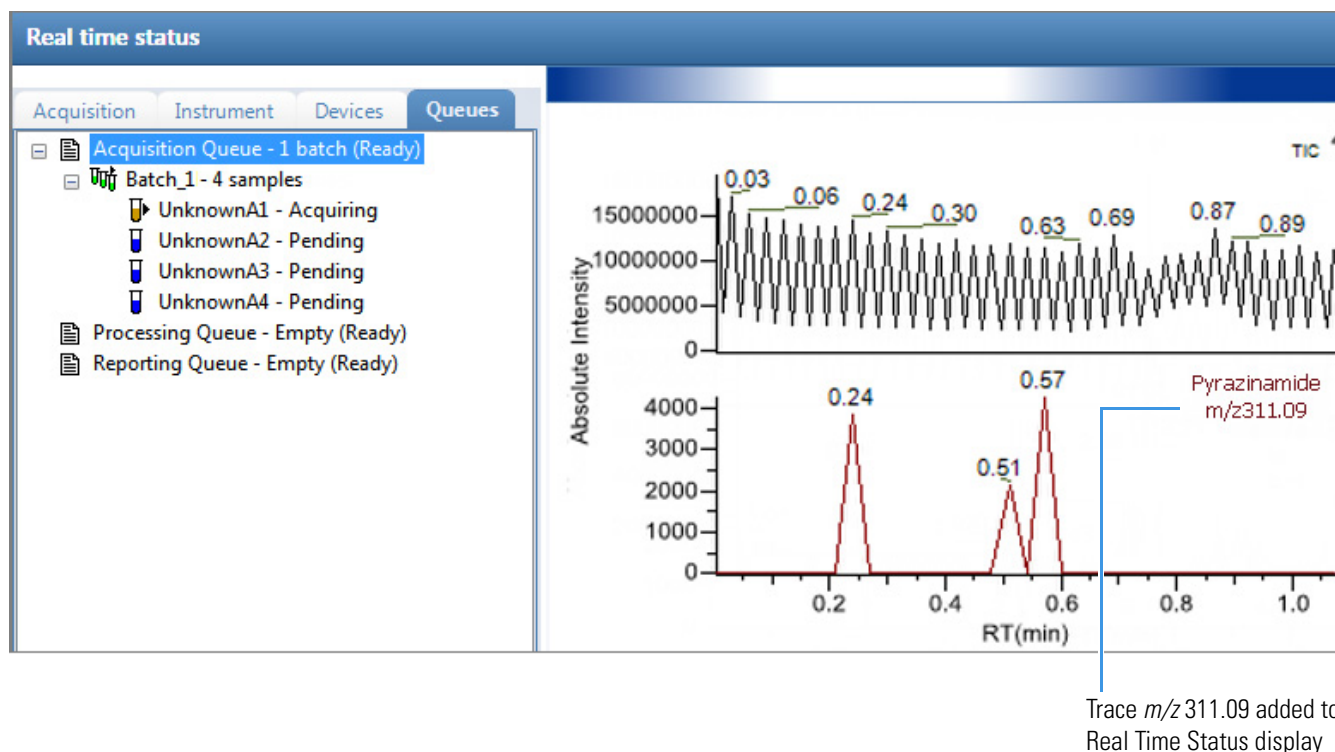 Real time status
Acquisition Instrument Devices Queues
Acquisition Queue - 1 batch (Ready)
Batch_1 - 4 samples
UnknownA1 - Acquiring
UnknownA2 - Pending
UnknownA3 - Pending
UnknownA4 - Pending
Processing Queue - Empty (Ready)
Reporting Queue - Empty (Ready)
TIC
0.03 0.06 0.24 0.30 0.63 0.69 0.87 0.89
15000000
10000000
5000000
0
Absolute Intensity
0.24 0.51 0.57
Pyrazinamide
m/z311.09
4000
3000
2000
1000
0
0.2 0.4 0.6 0.8 1.0
RT(min)
Trace m/z 311.09 added to
Real Time Status display